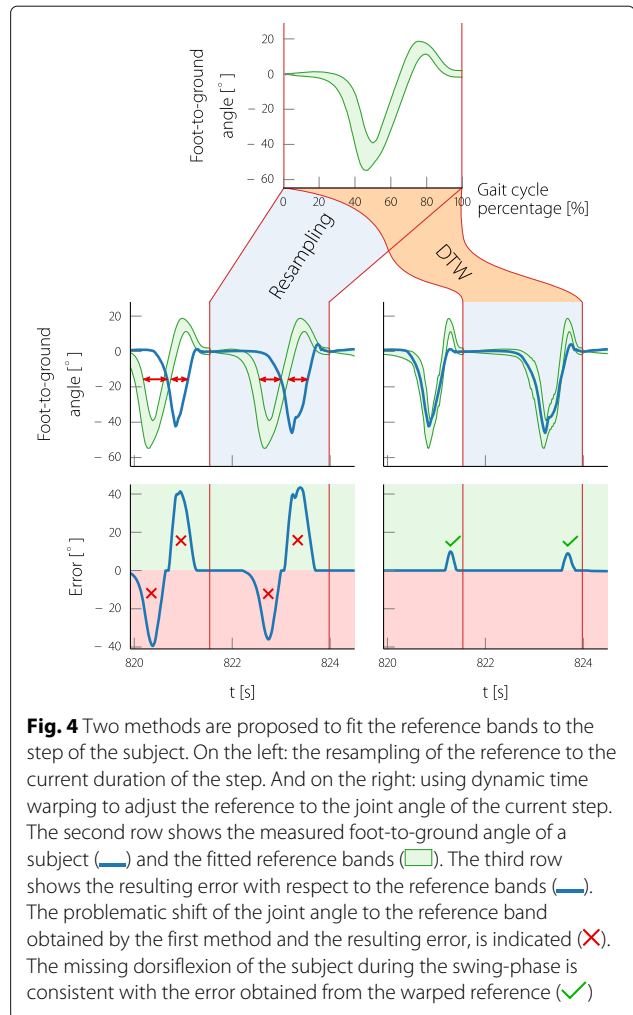 20
0
− 20
− 40
− 60
Foot-to-ground
angle [°]
0 20 40 60 80 100
Gait cycle
percentage [%]
Resampling
DTW
20
0
− 20
− 40
− 60
Foot-to-ground
angle [°]
40
20
0
− 20
− 40
Error [°]
820 822 824
820 822 824
t [s]
t [s]
Fig. 4 Two methods are proposed to fit the reference bands to the
step of the subject. On the left: the resampling of the reference to the
current duration of the step. And on the right: using dynamic time
warping to adjust the reference to the joint angle of the current step.
The second row shows the measured foot-to-ground angle of a
subject ( ) and the fitted reference bands ( ). The third row
shows the resulting error with respect to the reference bands ( ).
The problematic shift of the joint angle to the reference band
obtained by the first method and the resulting error, is indicated (✕).
The missing dorsiflexion of the subject during the swing-phase is
consistent with the error obtained from the warped reference (✓)